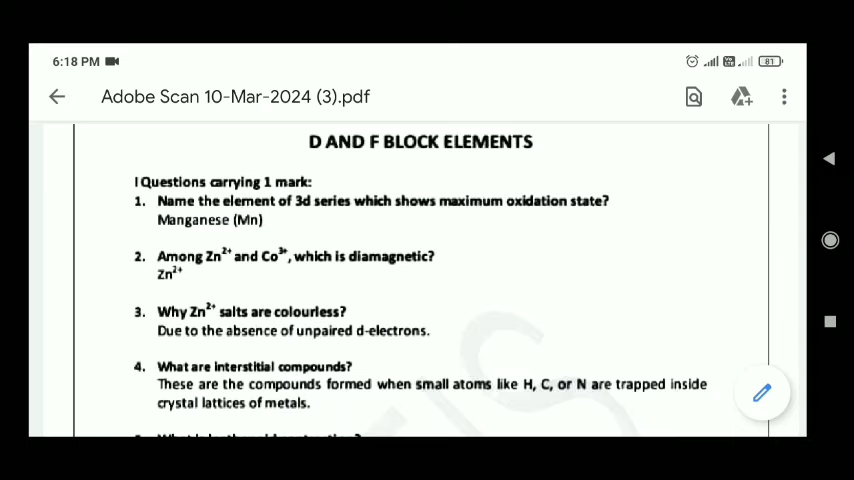 6:18 PM
81
Adobe Scan 10-Mar-2024 (3).pdf
D AND F BLOCK ELEMENTS
I Questions carrying 1 mark:
1. Name the element of 3d series which shows maximum oxidation state?
Manganese (Mn)
2. Among Zn²⁺ and Co³⁺, which is diamagnetic?
Zn²⁺
3. Why Zn²⁺ salts are colourless?
Due to the absence of unpaired d-electrons.
4. What are interstitial compounds?
These are the compounds formed when small atoms like H, C, or N are trapped inside
crystal lattices of metals.